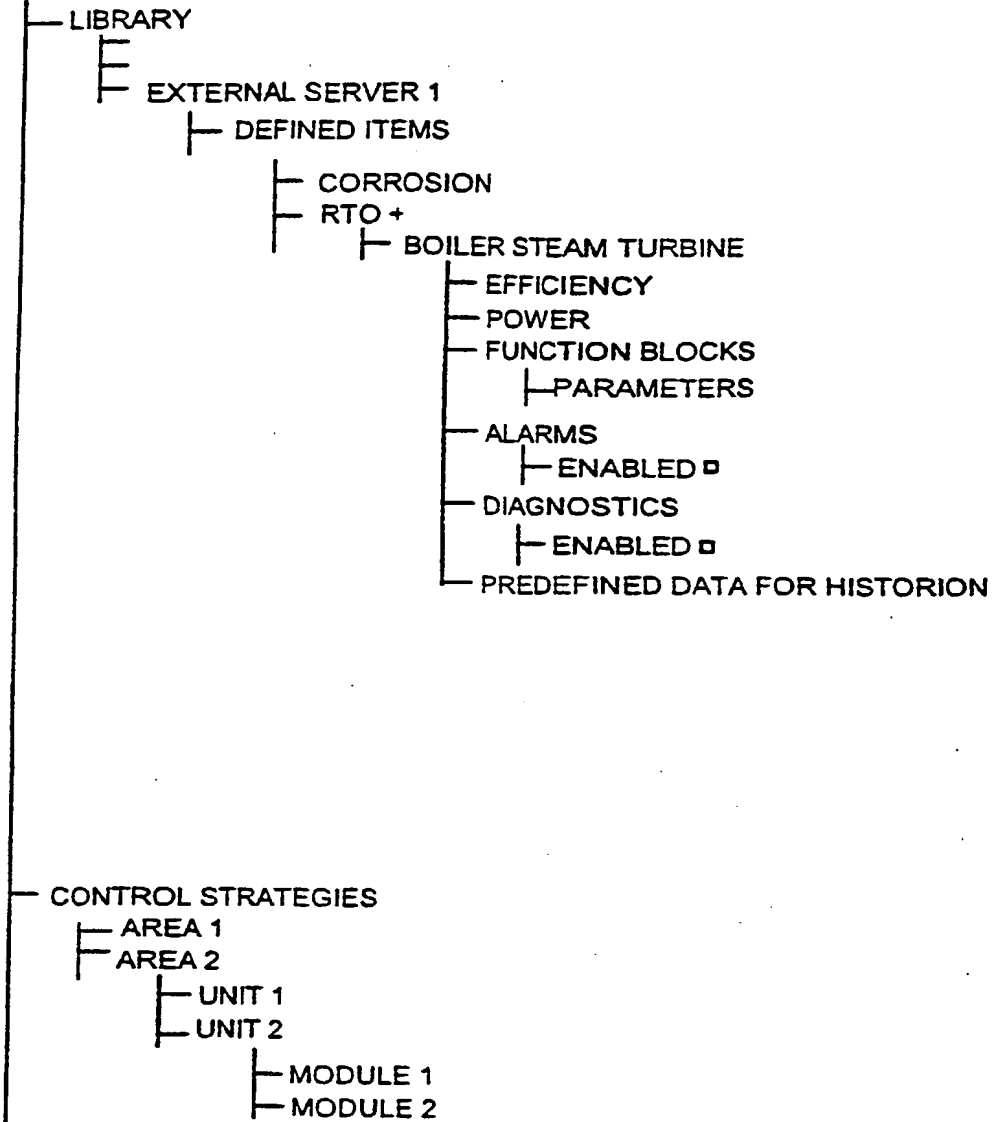 LIBRARY
EXTERNAL SERVER 1
DEFINED ITEMS
CORROSION
RTO +
BOILER STEAM TURBINE
EFFICIENCY
POWER
FUNCTION BLOCKS
PARAMETERS
ALARMS
ENABLED
DIAGNOSTICS
ENABLED
PREDEFINED DATA FOR HISTORION
CONTROL STRATEGIES
AREA 1
AREA 2
UNIT 1
UNIT 2
MODULE 1
MODULE 2